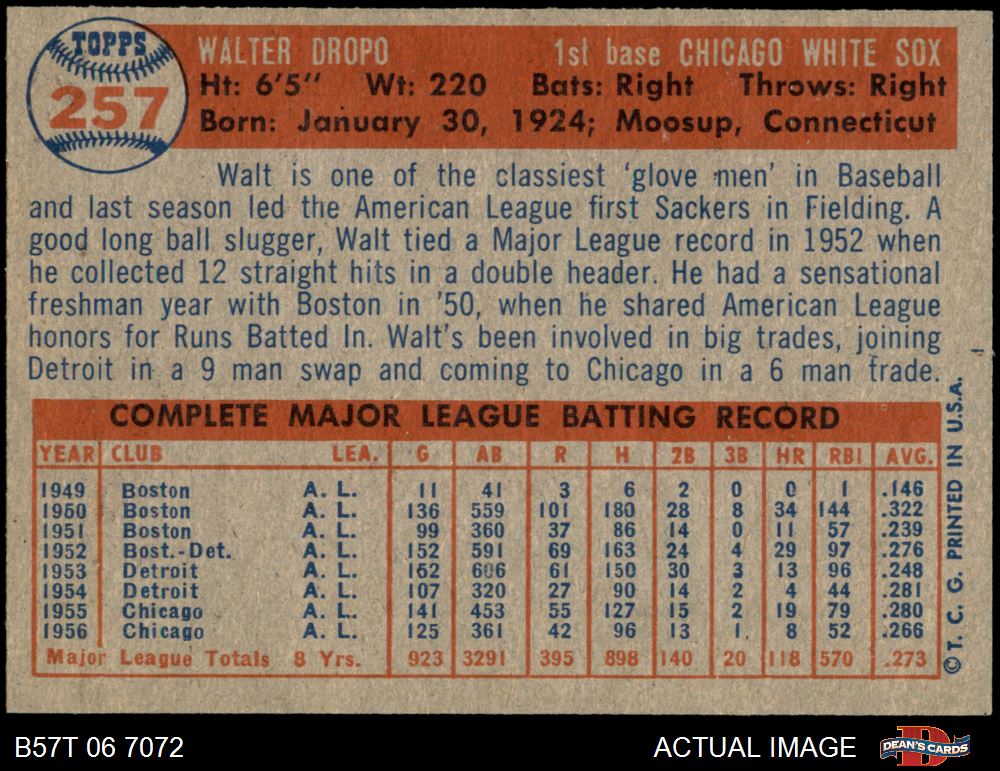 TOPPS
257
WALTER DROPO 1st base CHICAGO WHITE SOX
Ht: 6'5" Wt: 220 Bats: Right Throws: Right
Born: January 30, 1924; Moosup, Connecticut
Walt is one of the classiest 'glove men' in Baseball
and last season led the American League first Sackers in Fielding. A
good long ball slugger, Walt tied a Major League record in 1952 when
he collected 12 straight hits in a double header. He had a sensational
freshman year with Boston in '50, when he shared American League
honors for Runs Batted In. Walt's been involved in big trades, joining
Detroit in a 9 man swap and coming to Chicago in a 6 man trade.
COMPLETE MAJOR LEAGUE BATTING RECORD
YEAR CLUB LEA. G AB R H 2B 3B HR RBI AVG.
1949 Boston A. L. 11 41 3 6 2 0 0 1 .146
1950 Boston A. L. 136 559 101 180 28 8 34 144 .322
1951 Boston A. L. 99 360 37 86 14 0 11 57 .239
1952 Bost.-Det. A. L. 152 591 69 163 24 4 29 97 .276
1953 Detroit A. L. 152 606 61 150 30 3 13 96 .248
1954 Detroit A. L. 107 320 27 90 14 2 4 44 .281
1955 Chicago A. L. 141 453 55 127 15 2 19 79 .280
1956 Chicago A. L. 125 361 42 96 13 1 8 52 .266
Major League Totals 8 Yrs. 923 3291 395 898 140 20 118 570 .273
© T. C. G. PRINTED IN U.S.A.
B57T 06 7072 ACTUAL IMAGE DEAN'S CARDS